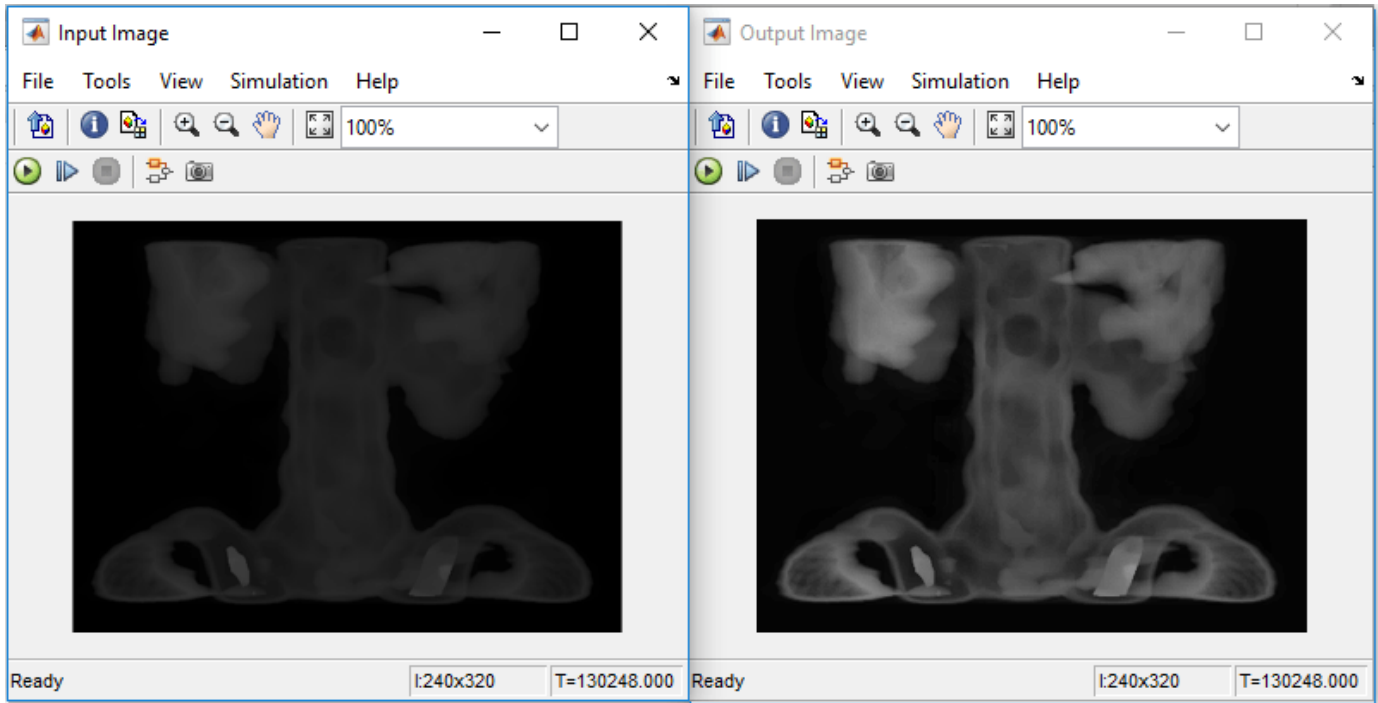 Input Image
File Tools View Simulation Help
100%
Ready I:240x320 T=130248.000
Output Image
File Tools View Simulation Help
100%
Ready I:240x320 T=130248.000